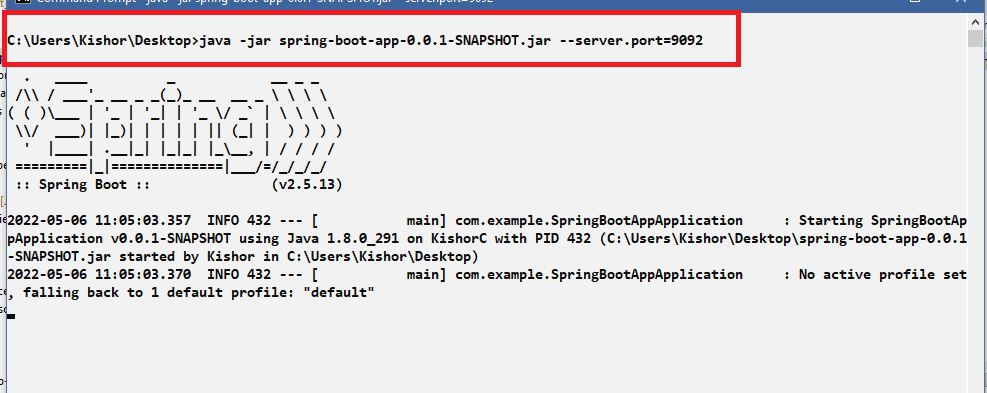 Command Prompt - java -jar spring-boot-app-0.0.1-SNAPSHOT.jar --server.port=9092
C:\Users\Kishor\Desktop>java -jar spring-boot-app-0.0.1-SNAPSHOT.jar --server.port=9092
  .   ____          _            __ _ _
 /\\ / ___'_ __ _ _(_)_ __  __ _ \ \ \ \
( ( )\___ | '_ | '_| | '_ \/ _` | \ \ \ \
 \\/  ___)| |_)| | | | | || (_| |  ) ) ) )
  '  |____| .__|_| |_|_| |_\__, | / / / /
 =========|_|==============|___/=/_/_/_/
 :: Spring Boot ::               (v2.5.13)
2022-05-06 11:05:03.357  INFO 432 --- [           main] com.example.SpringBootAppApplication     : Starting SpringBootAp
pApplication v0.0.1-SNAPSHOT using Java 1.8.0_291 on KishorC with PID 432 (C:\Users\Kishor\Desktop\spring-boot-app-0.0.1
-SNAPSHOT.jar started by Kishor in C:\Users\Kishor\Desktop)
2022-05-06 11:05:03.370  INFO 432 --- [           main] com.example.SpringBootAppApplication     : No active profile set
, falling back to 1 default profile: "default"